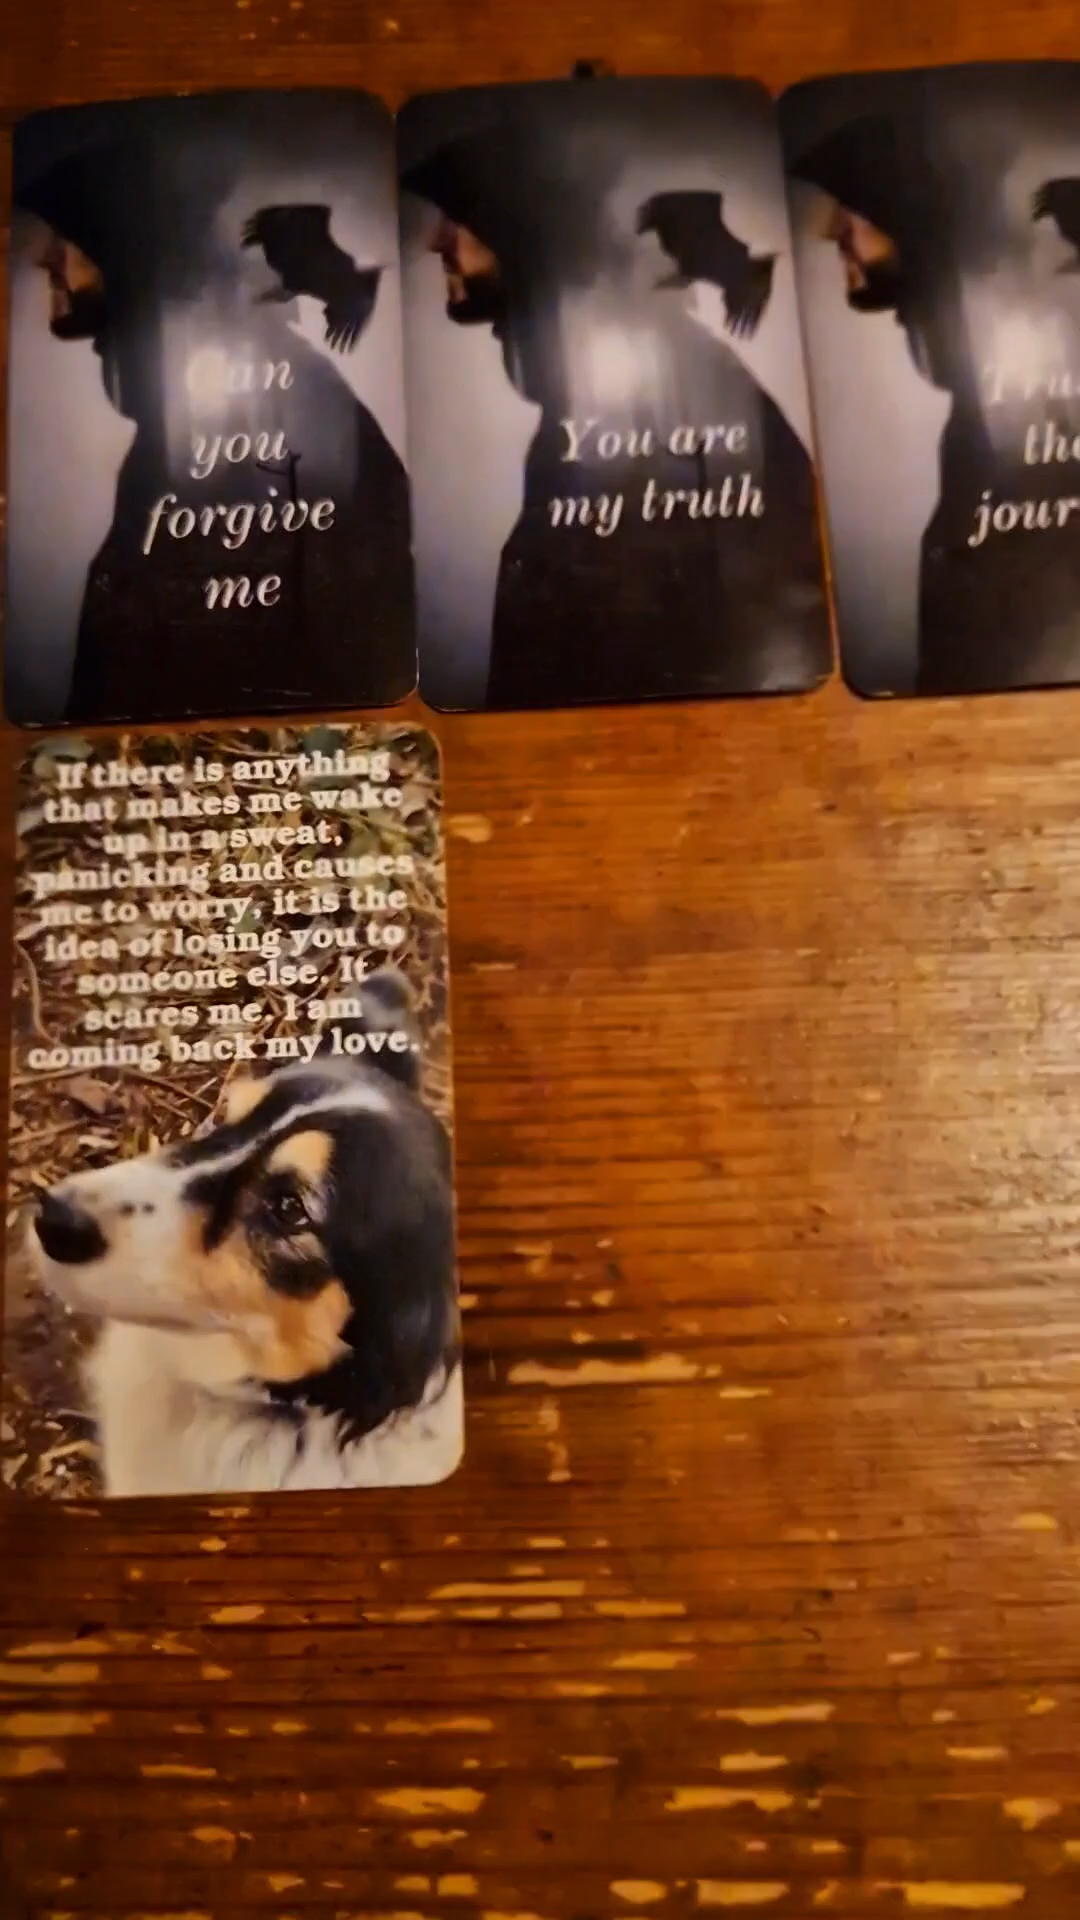 Can
you
forgive
me
You are
my truth
the
jour
If there is anything
that makes me wake
up in a sweat,
panicking and causes
me to worry, it is the
idea of losing you to
someone else. It
scares me. I am
coming back my love.